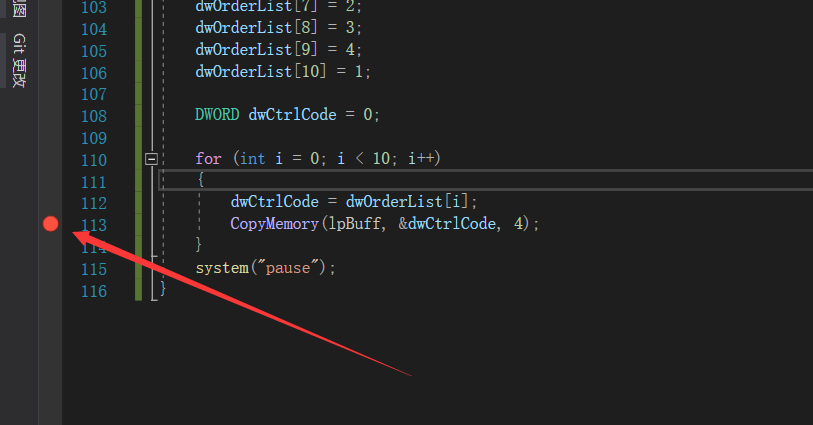 视图
Git 更改
103 dwOrderList[7] = 2;
104 dwOrderList[8] = 3;
105 dwOrderList[9] = 4;
106 dwOrderList[10] = 1;
107
108 DWORD dwCtrlCode = 0;
109
110 for (int i = 0; i < 10; i++)
111 {
112 dwCtrlCode = dwOrderList[i];
113 CopyMemory(lpBuff, &dwCtrlCode, 4);
114 }
115 system("pause");
116 }